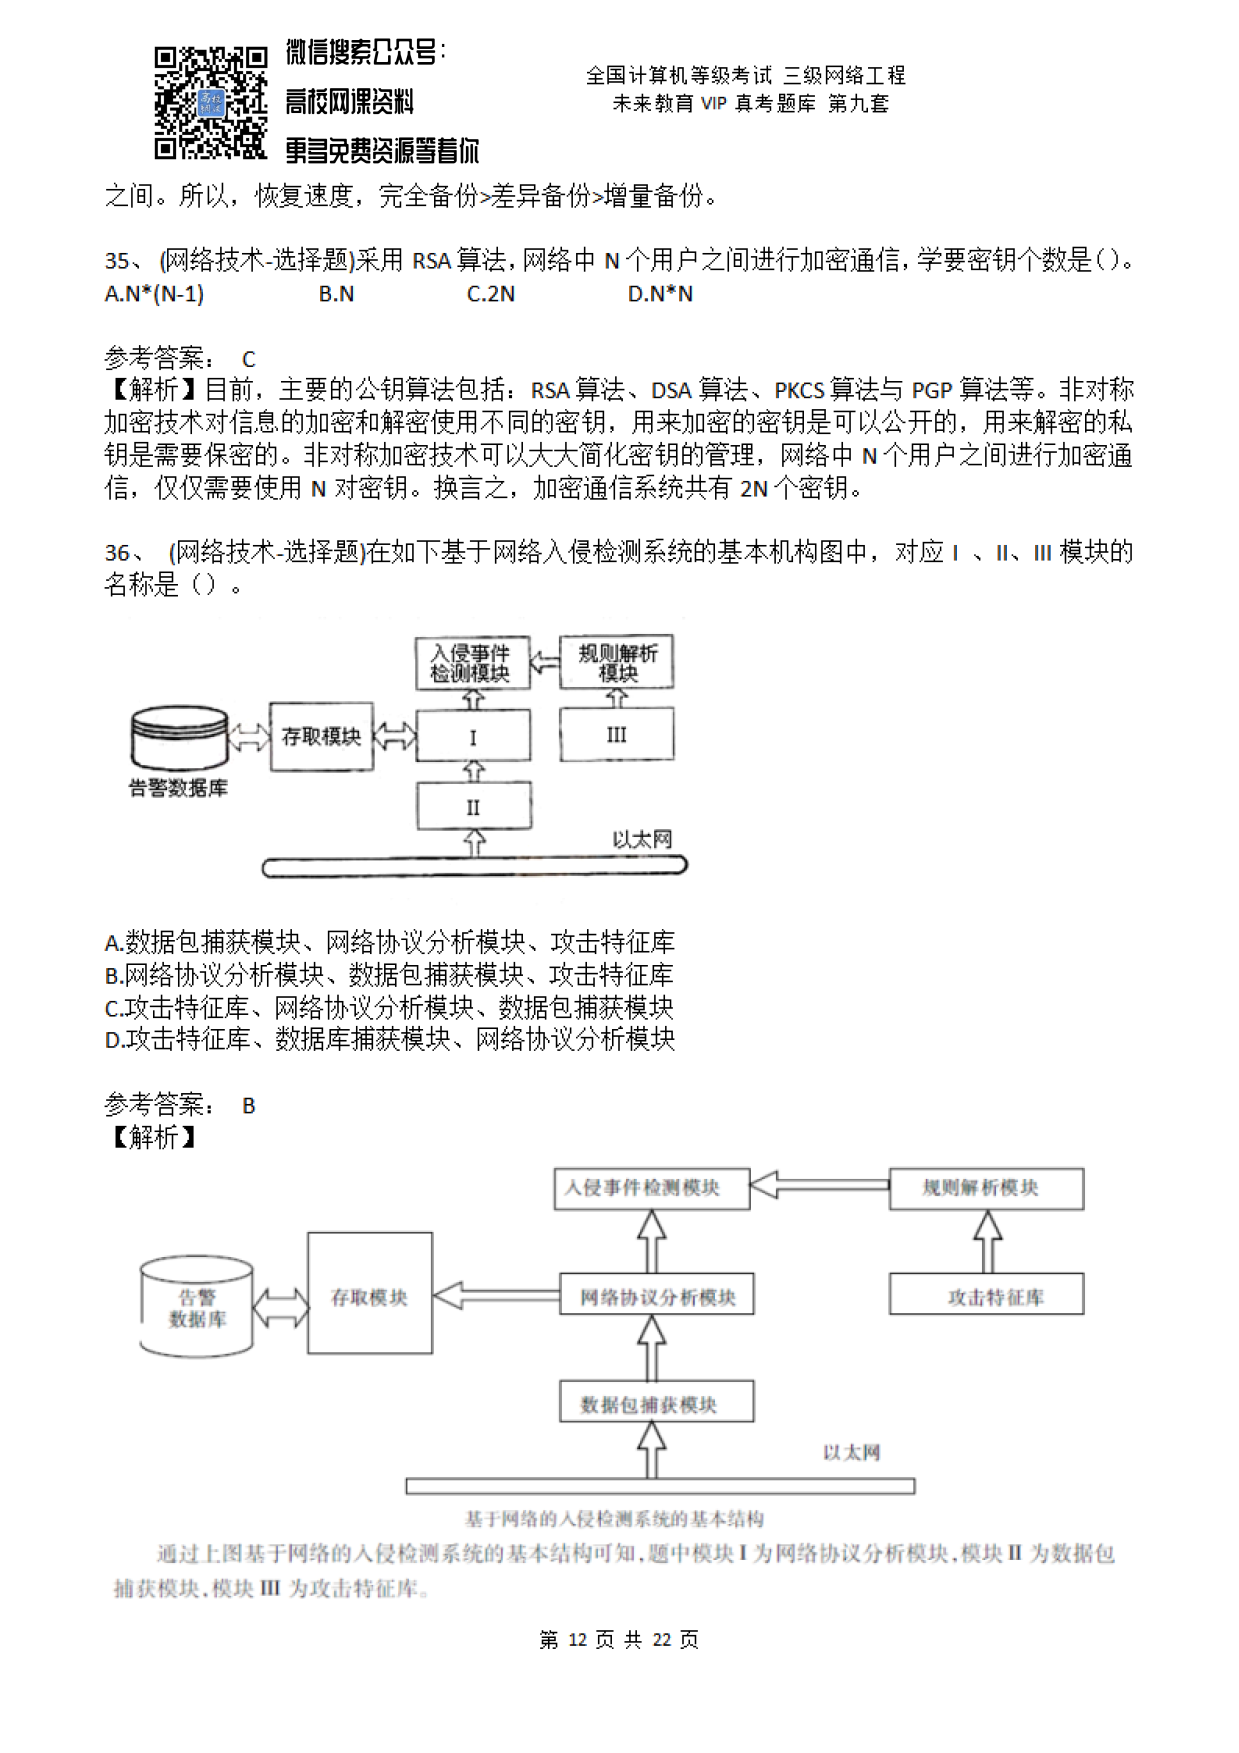 微信搜索公众号：
高校网课资料
更多免费资源等着你
全国计算机等级考试 三级网络工程
未来教育 VIP 真考题库 第九套
之间。所以，恢复速度，完全备份>差异备份>增量备份。
35、 (网络技术-选择题)采用 RSA 算法，网络中 N 个用户之间进行加密通信，学要密钥个数是（）。
A.N*(N-1) B.N C.2N D.N*N
参考答案： C
【解析】目前，主要的公钥算法包括：RSA 算法、DSA 算法、PKCS 算法与 PGP 算法等。非对称
加密技术对信息的加密和解密使用不同的密钥，用来加密的密钥是可以公开的，用来解密的私
钥是需要保密的。非对称加密技术可以大大简化密钥的管理，网络中 N 个用户之间进行加密通
信，仅仅需要使用 N 对密钥。换言之，加密通信系统共有 2N 个密钥。
36、 (网络技术-选择题)在如下基于网络入侵检测系统的基本机构图中，对应 I 、II、III 模块的
名称是（）。
入侵事件
检测模块
规则解析
模块
存取模块
I
III
告警数据库
II
以太网
A.数据包捕获模块、网络协议分析模块、攻击特征库
B.网络协议分析模块、数据包捕获模块、攻击特征库
C.攻击特征库、网络协议分析模块、数据包捕获模块
D.攻击特征库、数据库捕获模块、网络协议分析模块
参考答案： B
【解析】
入侵事件检测模块
规则解析模块
告警
数据库
存取模块
网络协议分析模块
攻击特征库
数据包捕获模块
以太网
基于网络的入侵检测系统的基本结构
通过上图基于网络的入侵检测系统的基本结构可知,题中模块 I 为网络协议分析模块,模块 II 为数据包
捕获模块,模块 III 为攻击特征库。
第 12 页 共 22 页